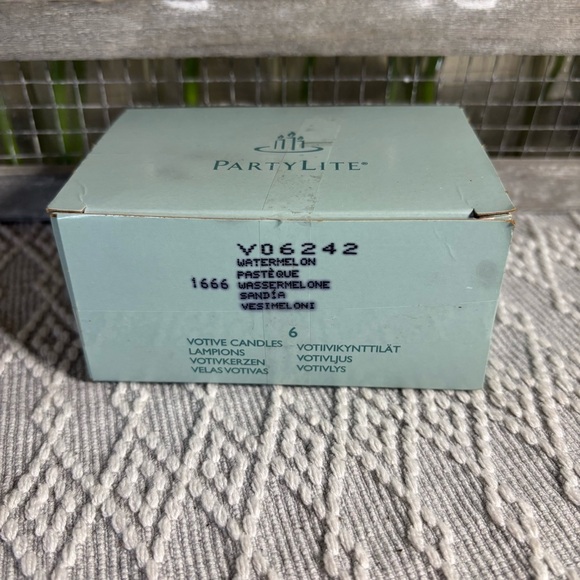 PARTYLITE®
V06242
WATERMELON
PASTÈQUE
1666 WASSERMELONE
SANDÍA
VESIMELONI
6
VOTIVE CANDLES
LAMPIONS
VOTIVKERZEN
VELAS VOTIVAS
VOTIIVIKYNTTILÄT
VOTIVLJUS
VOTIVLYS